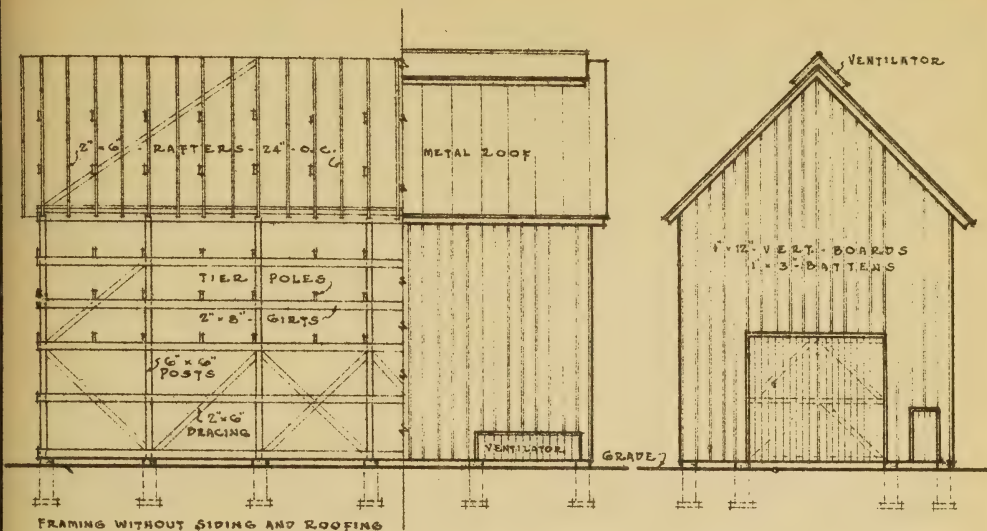 2" × 6" RAFTERS - 24" - O.C.
METAL ROOF
VENTILATOR
TIER POLES
2" × 8" - GIRTS
6" × 6"
POSTS
2" × 6"
BRACING
VENTILATOR
GRADE
1" × 12" - VERT - BOARDS
1" × 3" - BATTENS
FRAMING WITHOUT SIDING AND ROOFING